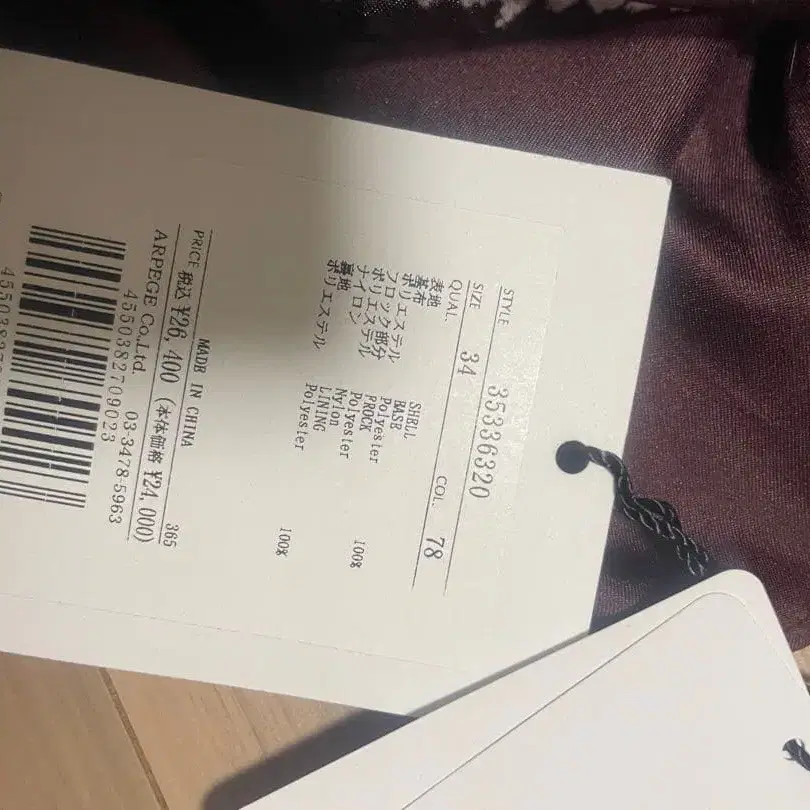 STYLE 35336320
SIZE 34 COL. 78
QUAL.
表地 SHELL
基布 BASE
ポリエステル Polyester 100%
フロック部分 PROCK
ポリエステル Polyester
ナイロン Nylon
裏地 LINING
ポリエステル Polyester 100%
MADE IN CHINA 365
PRICE 税込 ¥26,400 (本体価格 ¥24,000)
ARPEGE Co.,Ltd. 03-3478-5963
4550382709023